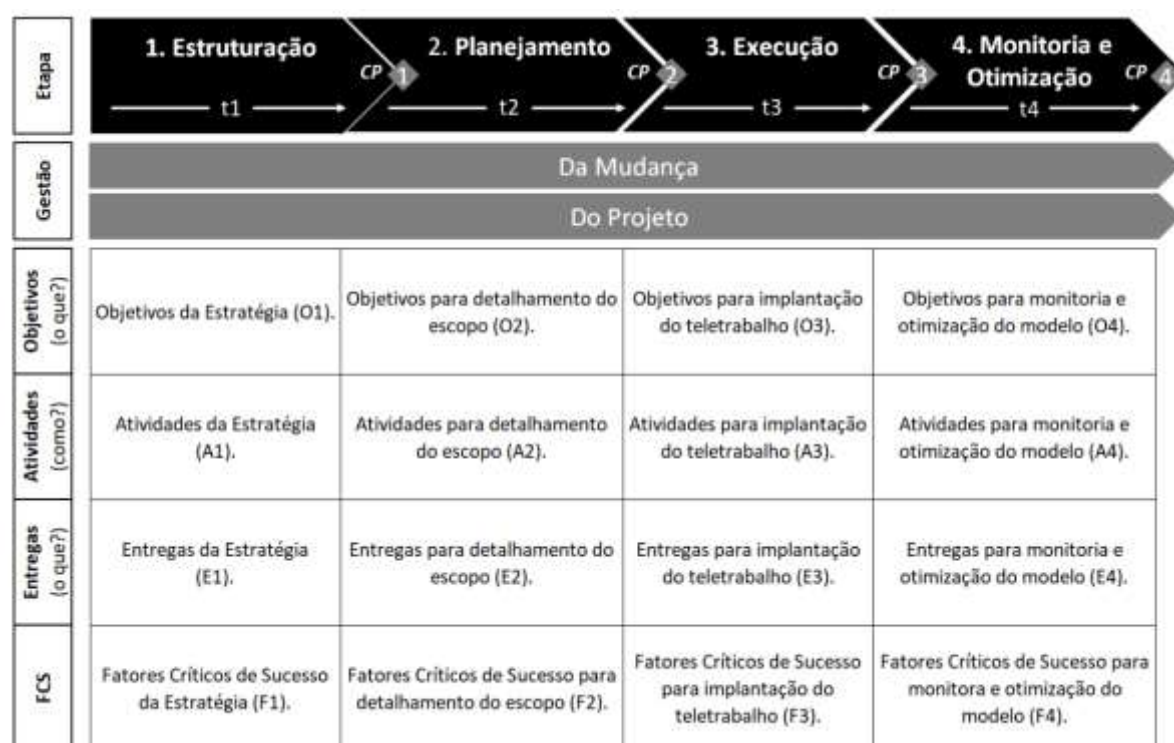 Etapa
1. Estruturação
CP 1
t1
2. Planejamento
CP 2
t2
3. Execução
CP 3
t3
4. Monitoria e
Otimização
CP 4
t4
Gestão
Da Mudança
Do Projeto
Objetivos
(o que?)
Objetivos da Estratégia (O1).
Objetivos para detalhamento do
escopo (O2).
Objetivos para implantação
do teletrabalho (O3).
Objetivos para monitoria e
otimização do modelo (O4).
Atividades
(como?)
Atividades da Estratégia
(A1).
Atividades para detalhamento
do escopo (A2).
Atividades para implantação
do teletrabalho (A3).
Atividades para monitoria e
otimização do modelo (A4).
Entregas
(o que?)
Entregas da Estratégia
(E1).
Entregas para detalhamento do
escopo (E2).
Entregas para implantação
do teletrabalho (E3).
Entregas para monitoria e
otimização do modelo (E4).
FCS
Fatores Críticos de Sucesso
da Estratégia (F1).
Fatores Críticos de Sucesso para
detalhamento do escopo (F2).
Fatores Críticos de Sucesso
para implantação do
teletrabalho (F3).
Fatores Críticos de Sucesso para
monitora e otimização do
modelo (F4).